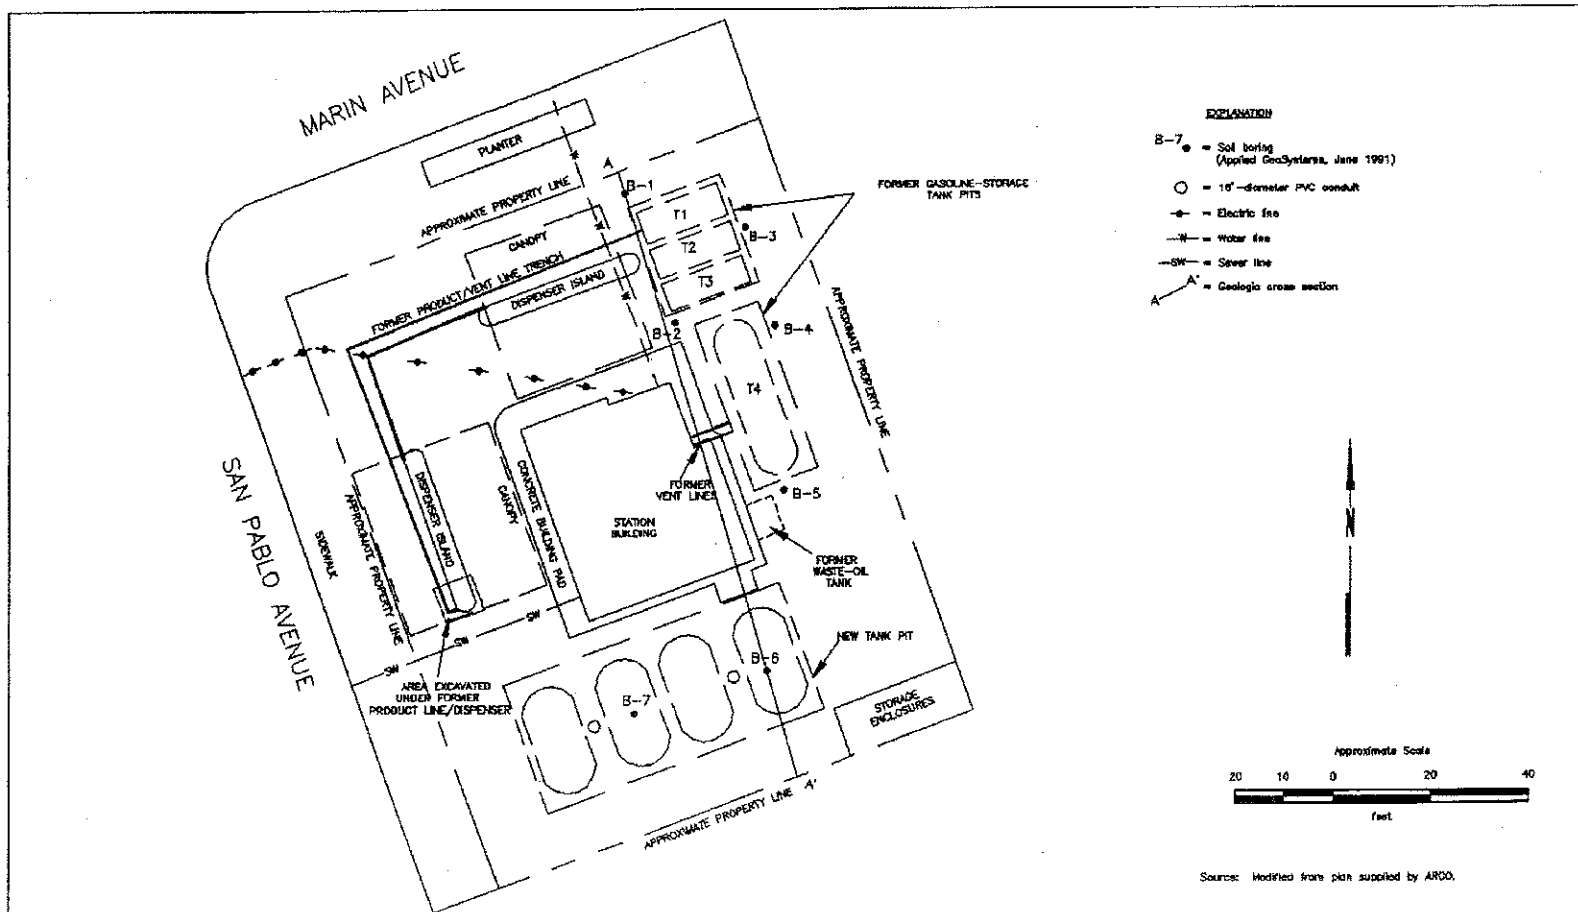 MARIN AVENUE
PLANTER
APPROXIMATE PROPERTY LINE
CANOPY
FORMER PRODUCT/VENT LINE TRENCH
DISPENSER ISLAND
A
B-1
T1
T2
T3
B-3
B-2
B-4
T4
B-5
FORMER GASOLINE-STORAGE
TANK PITS
APPROXIMATE PROPERTY LINE
SAN PABLO AVENUE
SIDEWALK
APPROXIMATE PROPERTY LINE
DISPENSER ISLAND
CANOPY
CONCRETE BUILDING PAD
STATION
BUILDING
FORMER
VENT LINES
FORMER
WASTE-OIL
TANK
NEW TANK PIT
SW
SW
SW
AREA EXCAVATED
UNDER FORMER
PRODUCT LINE/DISPENSER
B-7
B-6
STORAGE
ENCLOSURES
APPROXIMATE PROPERTY LINE
A'
EXPLANATION
B-7 = Soil boring
(Applied GeoSystems, June 1991)
= 16"-diameter PVC conduit
= Electric line
W = Water line
SW = Sewer line
A A' = Geologic cross section
N
Approximate Scale
20 10 0 20 40
feet
Source: Modified from plan supplied by ARCO.